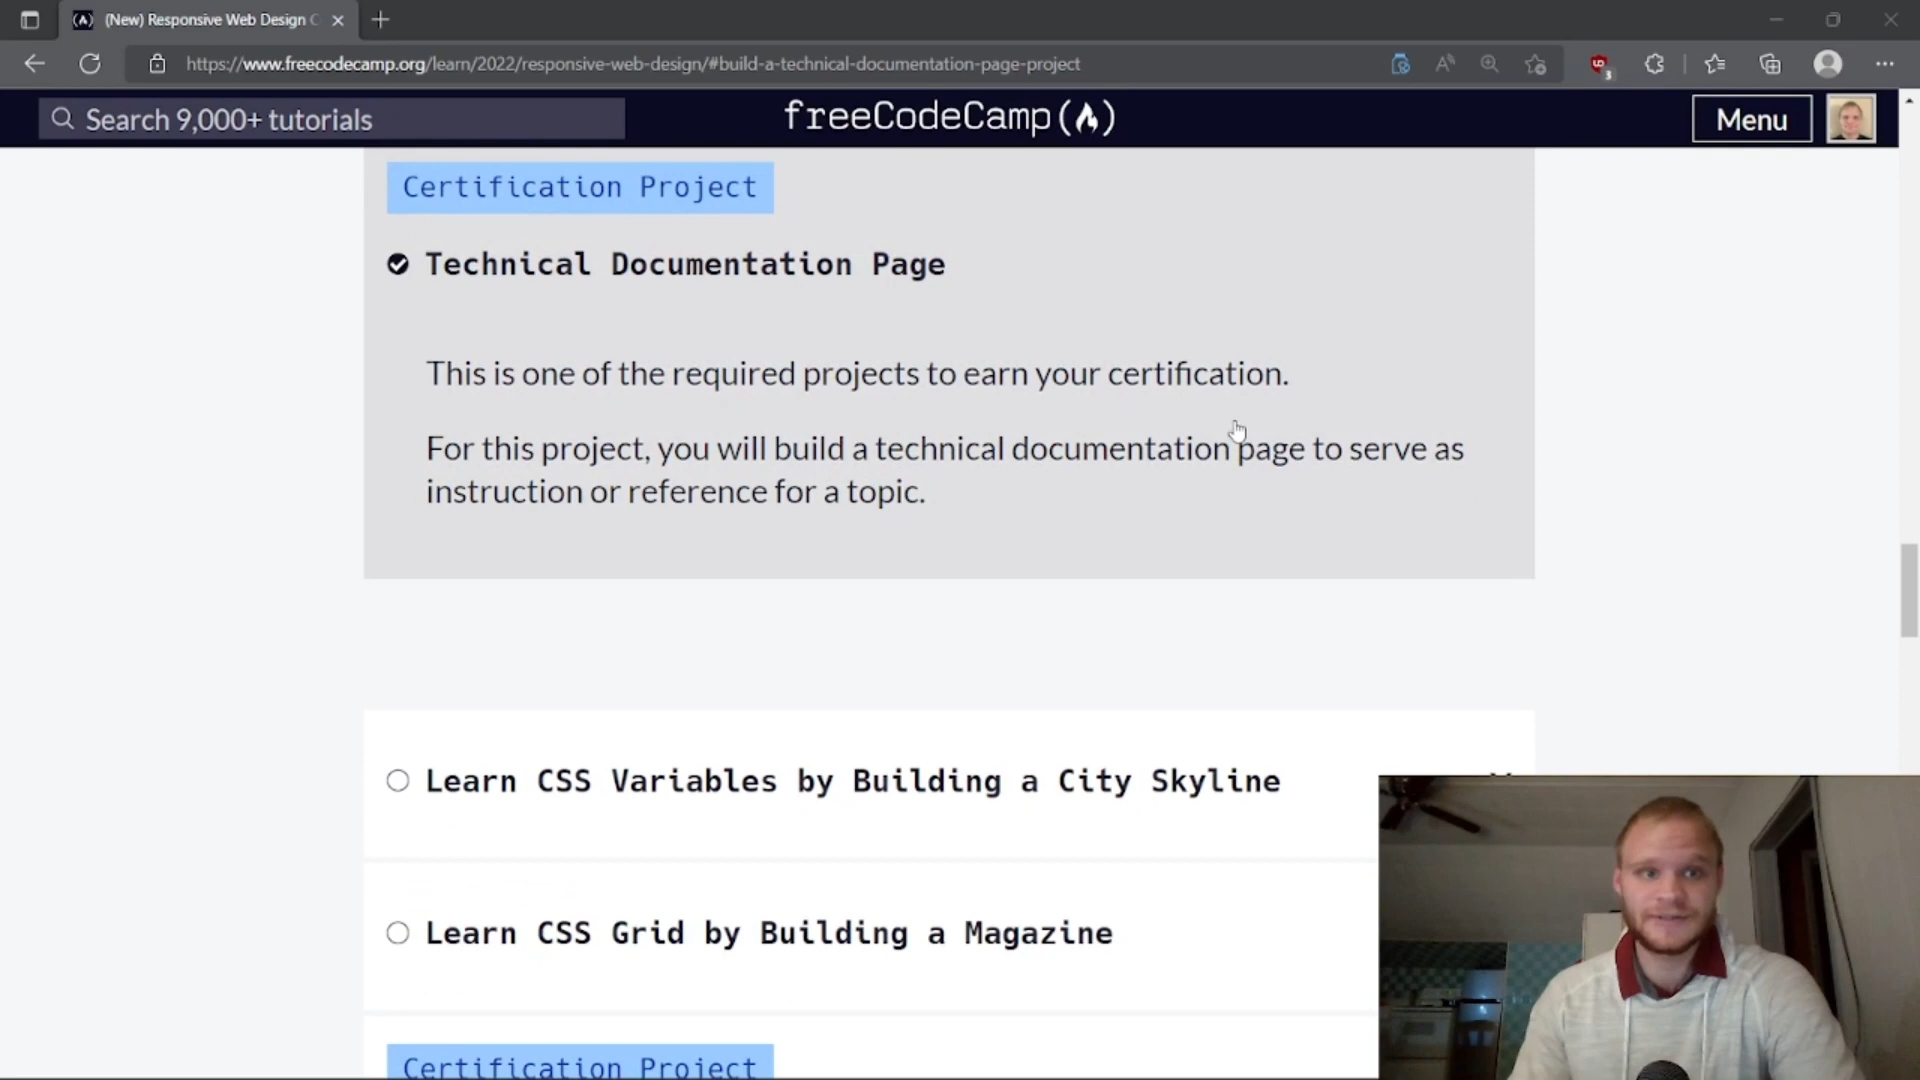 (New) Responsive Web Design C
https://www.freecodecamp.org/learn/2022/responsive-web-design/#build-a-technical-documentation-page-project
3
Search 9,000+ tutorials
freeCodeCamp(🔥)
Menu
Certification Project
Technical Documentation Page
This is one of the required projects to earn your certification.
For this project, you will build a technical documentation page to serve as
instruction or reference for a topic.
Learn CSS Variables by Building a City Skyline
Learn CSS Grid by Building a Magazine
Certification Project